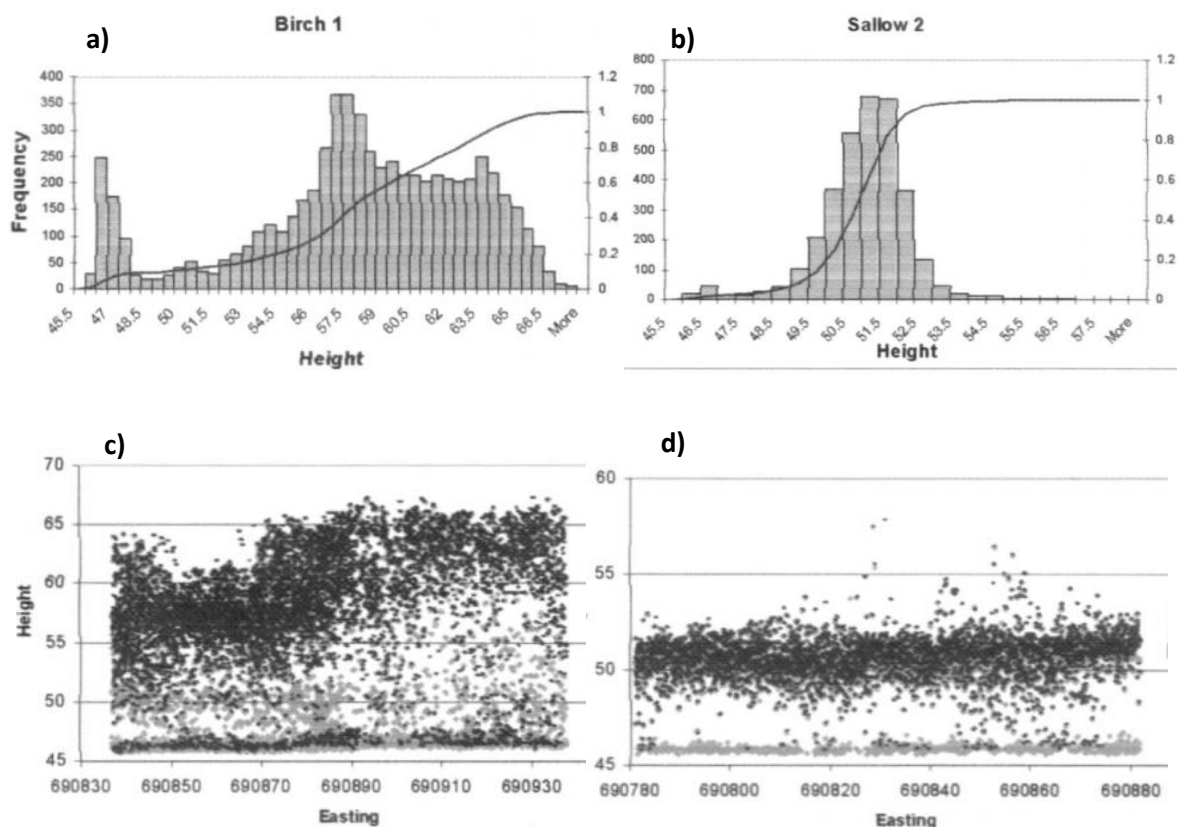 a)
Birch 1
400
350
300
250
200
150
100
50
0
Frequency
1.2
1
0.8
0.6
0.4
0.2
0
45.5 47 48.5 50 51.5 53 54.5 56 57.5 59 60.5 62 63.5 65 66.5 More
Height
b)
Sallow 2
800
700
600
500
400
300
200
100
0
1.2
1
0.8
0.6
0.4
0.2
0
45.5 46.5 47.5 48.5 49.5 50.5 51.5 52.5 53.5 54.5 55.5 56.5 57.5 More
Height
c)
70
65
60
55
50
45
Height
690830 690850 690870 690890 690910 690930
Easting
d)
60
55
50
45
690780 690800 690820 690840 690860 690880
Easting